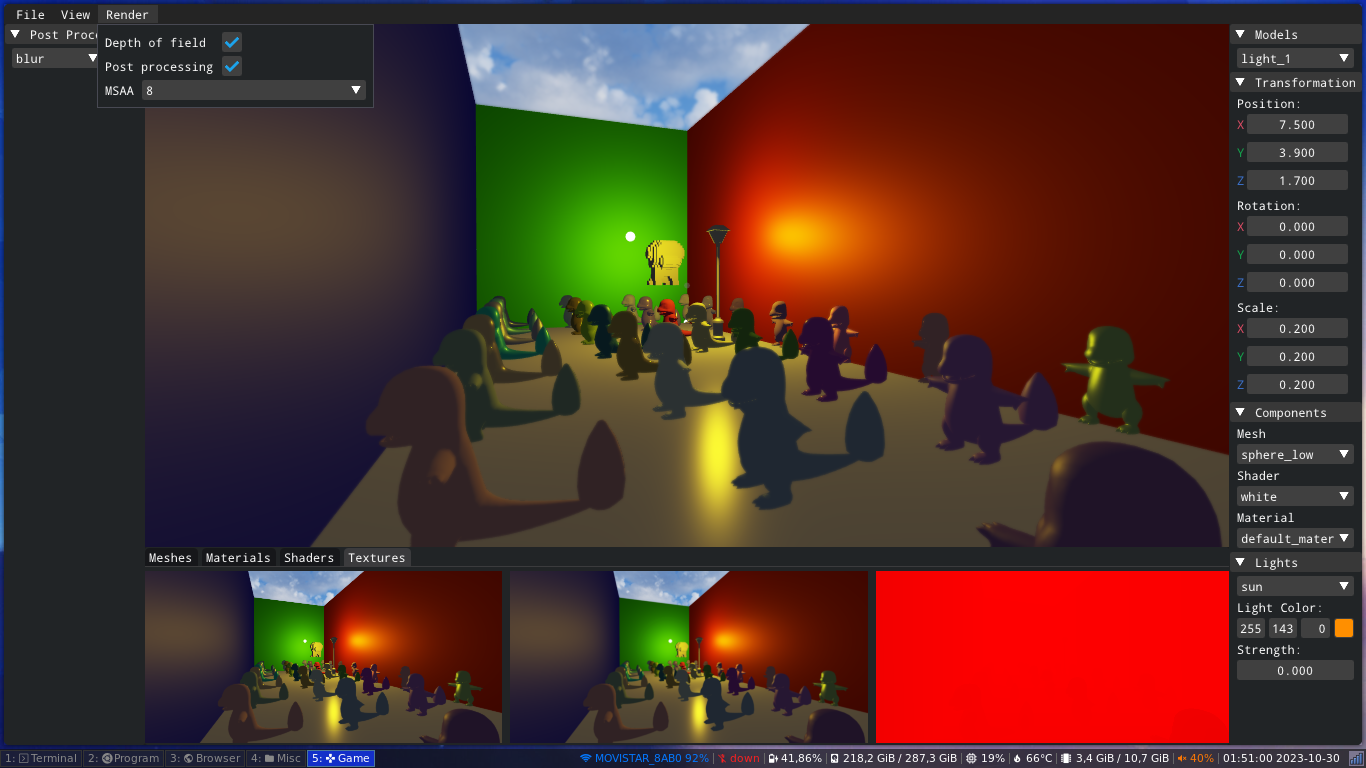 File View Render
Post Proc
blur
Depth of field
Post processing
MSAA 8
Models
light_1
Transformation
Position:
X 7.500
Y 3.900
Z 1.700
Rotation:
X 0.000
Y 0.000
Z 0.000
Scale:
X 0.200
Y 0.200
Z 0.200
Components
Mesh
sphere_low
Shader
white
Material
default_mater
Lights
sun
Light Color:
255 143 0
Strength:
0.000
Meshes Materials Shaders Textures
1: Terminal 2: Program 3: Browser 4: Misc 5: Game MOVISTAR_8AB0 92% down 41,86% 218,2 GiB / 287,3 GiB 19% 66°C 3,4 GiB / 10,7 GiB 40% 01:51:00 2023-10-30